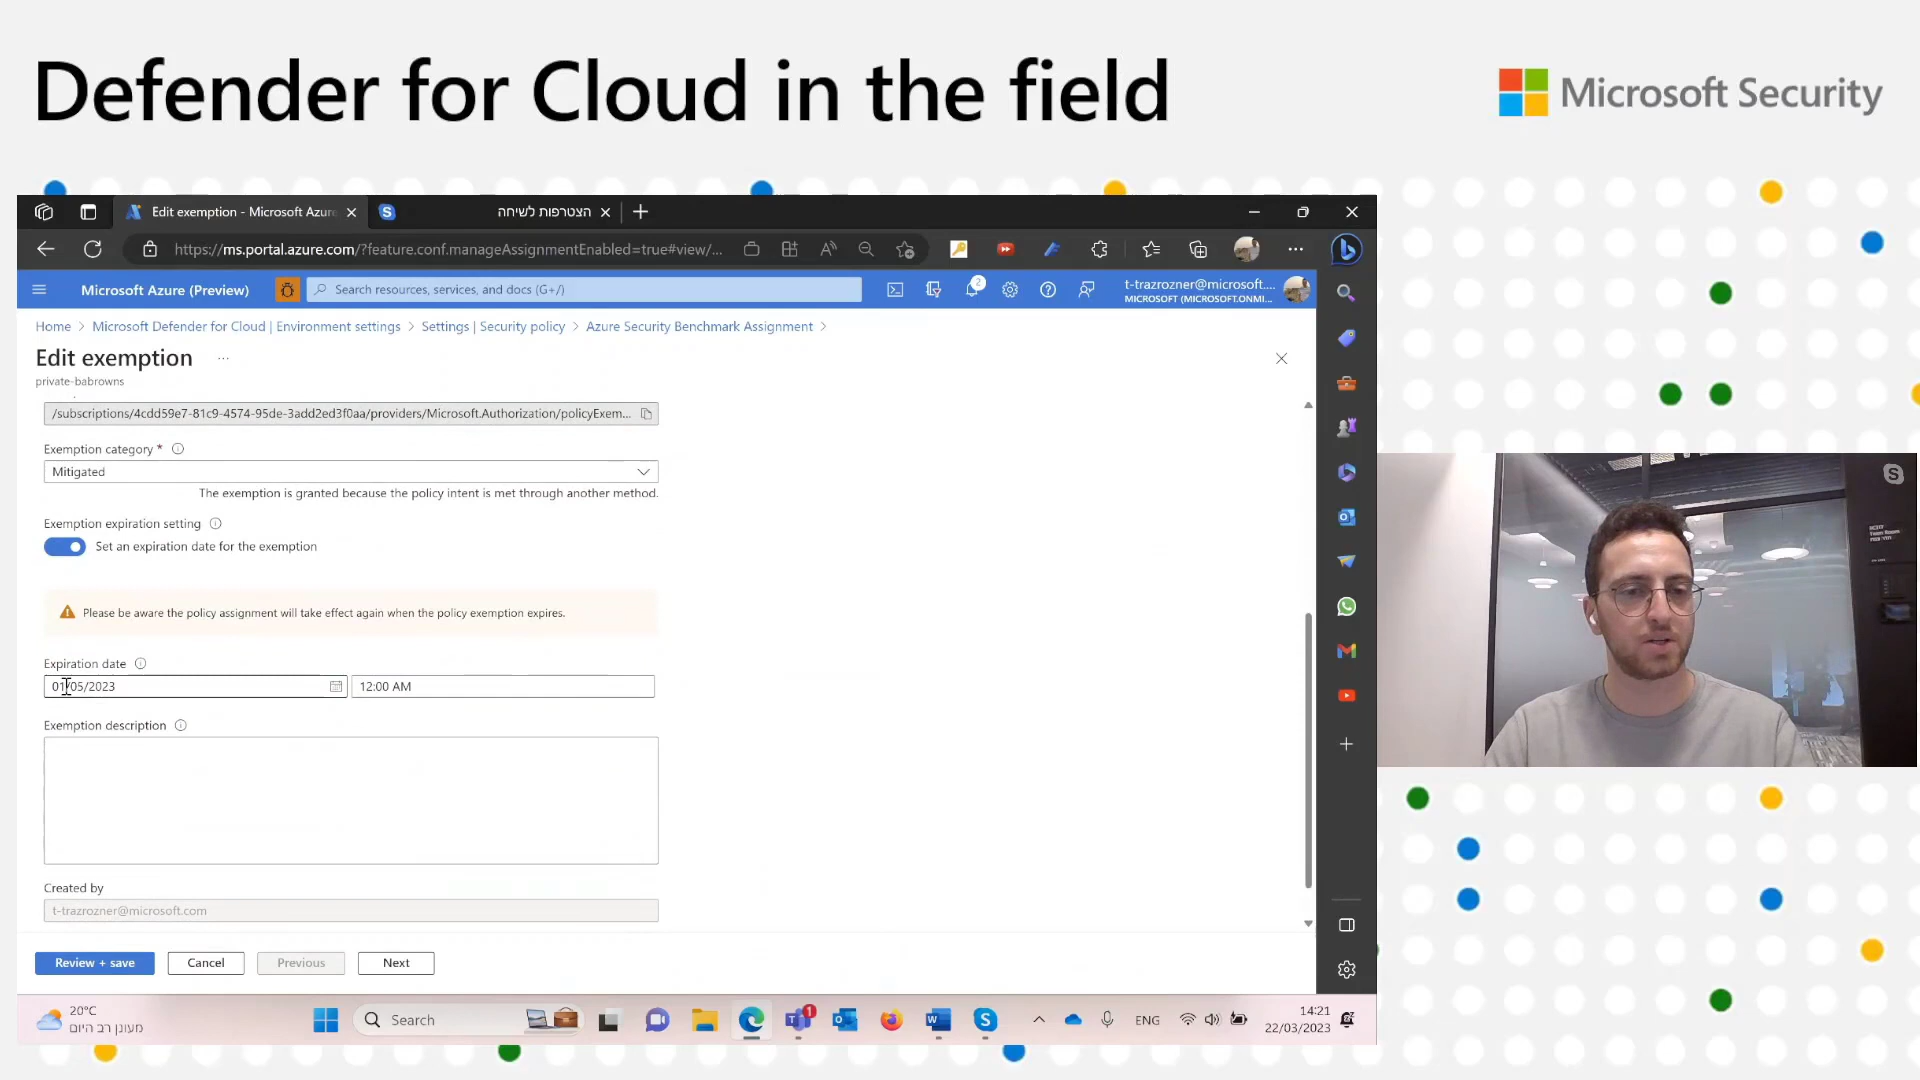 Defender for Cloud in the field
Microsoft Security
Edit exemption - Microsoft Azur
הצטרפות לשיחה
https://ms.portal.azure.com/?feature.conf.manageAssignmentEnabled=true#view/...
Microsoft Azure (Preview)
Search resources, services, and docs (G+/)
2
t-trazrozner@microsoft....
MICROSOFT (MICROSOFT.ONMI...
Home > Microsoft Defender for Cloud | Environment settings > Settings | Security policy > Azure Security Benchmark Assignment >
Edit exemption ...
private-babrowns
/subscriptions/4cdd59e7-81c9-4574-95de-3add2ed3f0aa/providers/Microsoft.Authorization/policyExem...
Exemption category *
Mitigated
The exemption is granted because the policy intent is met through another method.
Exemption expiration setting
Set an expiration date for the exemption
Please be aware the policy assignment will take effect again when the policy exemption expires.
Expiration date
01/05/2023
12:00 AM
Exemption description
Created by
t-trazrozner@microsoft.com
Review + save
Cancel
Previous
Next
20°C
מעונן רב היום
Search
1
ENG
14:21
22/03/2023